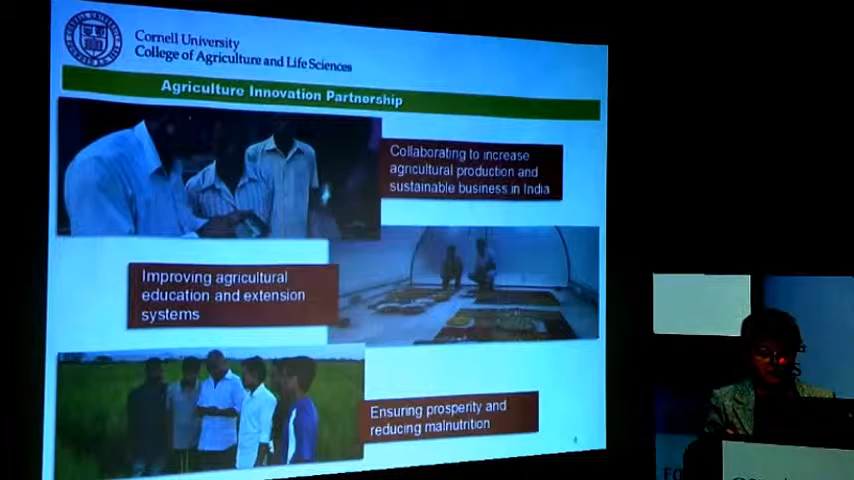 Cornell University
College of Agriculture and Life Sciences
Agriculture Innovation Partnership
Collaborating to increase
agricultural production and
sustainable business in India
Improving agricultural
education and extension
systems
Ensuring prosperity and
reducing malnutrition
4